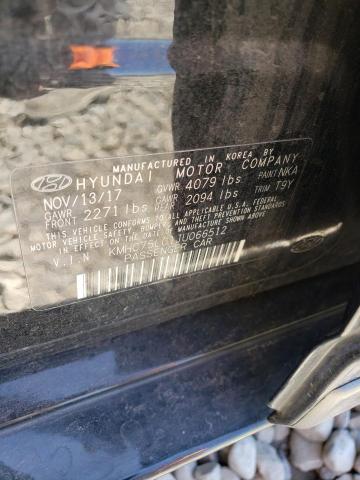 MANUFACTURED IN KOREA BY
HYUNDAI MOTOR COMPANY
NOV/13/17 GVWR 4079 lbs PAINT NKA
GAWR FRONT 2271 lbs GAWR REAR 2094 lbs TRIM T9Y
THIS VEHICLE CONFORMS TO ALL APPLICABLE U.S.A. FEDERAL
MOTOR VEHICLE SAFETY, BUMPER, AND THEFT PREVENTION STANDARDS
IN EFFECT ON THE DATE OF MANUFACTURE SHOWN ABOVE.
V.I.N
PASSENGER CAR